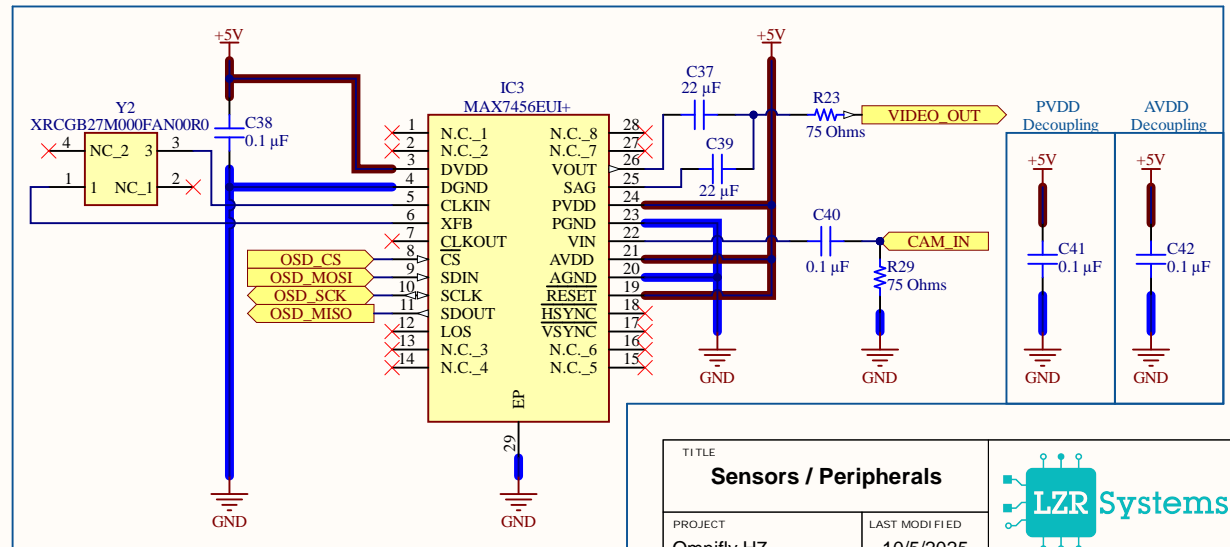 +5V
+5V
Y2
XRCGB27M000FAN00R0
4 NC_2 3 3
1 1 NC_1 2
C38
0.1 µF
GND
IC3
MAX7456EUI+
1 N.C._1
2 N.C._2
3 DVDD
4 DGND
5 CLKIN
6 XFB
7 CLKOUT
8 CS
9 SDIN
10 SCLK
11 SDOUT
12 LOS
13 N.C._3
14 N.C._4
N.C._8 28
N.C._7 27
VOUT 26
SAG 25
PVDD 24
PGND 23
VIN 22
AVDD 21
AGND 20
RESET 19
HSYNC 18
VSYNC 17
N.C._6 16
N.C._5 15
EP
29
GND
OSD_CS
OSD_MOSI
OSD_SCK
OSD_MISO
C37
22 µF
C39
22 µF
R23
75 Ohms
VIDEO_OUT
C40
0.1 µF
CAM_IN
R29
75 Ohms
GND
GND
PVDD
Decoupling
+5V
C41
0.1 µF
GND
AVDD
Decoupling
+5V
C42
0.1 µF
GND
TITLE
Sensors / Peripherals
PROJECT
Omnifly H7
LAST MODIFIED
10/5/2025
LZR Systems